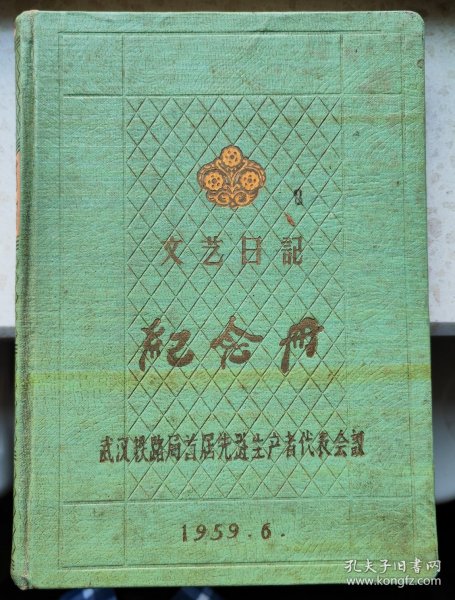 文艺日記
紀念冊
武汉铁路局首届先进生产者代表会議
1959.6.
孔夫子旧书网
www.kongfz.com